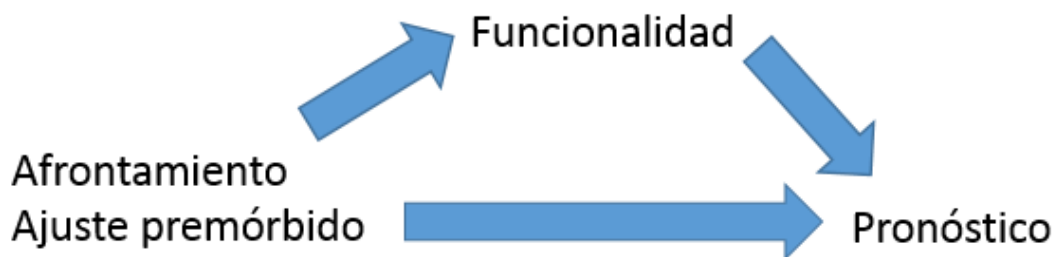 Funcionalidad
Afrontamiento
Ajuste premórbido
Pronóstico